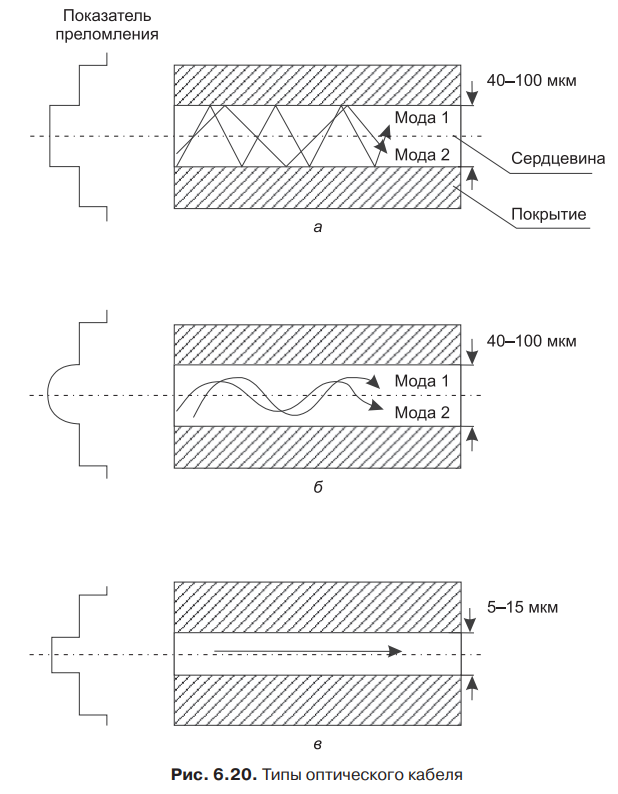 Показатель
преломления
40–100 мкм
Мода 1
Мода 2
Сердцевина
Покрытие
а
40–100 мкм
Мода 1
Мода 2
б
5–15 мкм
в
Рис. 6.20. Типы оптического кабеля